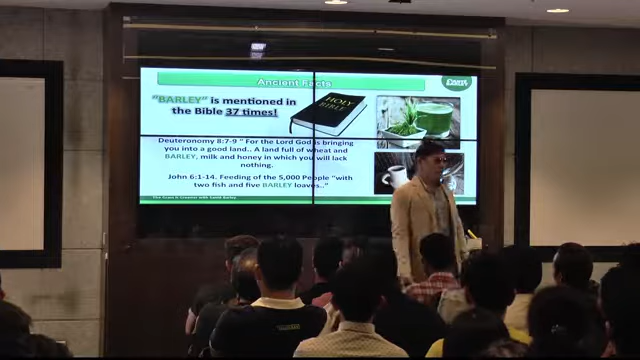 Ancient Facts
"BARLEY" is mentioned in
the Bible 37 times!
HOLY
BIBLE
Deuteronomy 8:7-9 " For the Lord God is bringing
you into a good land.. A land full of wheat and
BARLEY, milk and honey in which you will lack
nothing.
John 6:1-14. Feeding of the 5,000 People "with
two fish and five BARLEY loaves.."